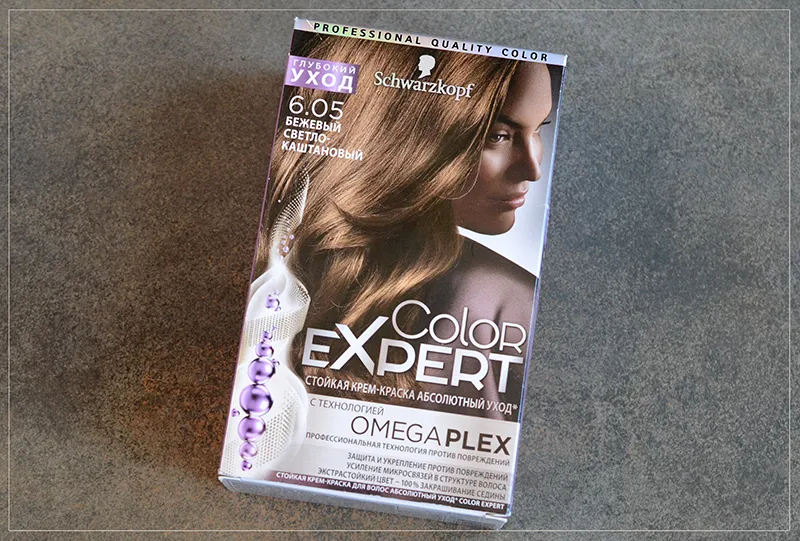 PROFESSIONAL QUALITY COLOR
ГЛУБОКИЙ
УХОД
Schwarzkopf
6.05
БЕЖЕВЫЙ
СВЕТЛО-
КАШТАНОВЫЙ
Color
EXPERT
СТОЙКАЯ КРЕМ-КРАСКА АБСОЛЮТНЫЙ УХОД*
С ТЕХНОЛОГИЕЙ
OMEGAPLEX
ПРОФЕССИОНАЛЬНАЯ ТЕХНОЛОГИЯ ПРОТИВ ПОВРЕЖДЕНИЙ
ЗАЩИТА И УКРЕПЛЕНИЕ ПРОТИВ ПОВРЕЖДЕНИЙ
УСИЛЕНИЕ МИКРОСВЯЗЕЙ В СТРУКТУРЕ ВОЛОСА
ЭКСТРАСТОЙКИЙ ЦВЕТ – 100% ЗАКРАШИВАНИЕ СЕДИНЫ
СТОЙКАЯ КРЕМ-КРАСКА ДЛЯ ВОЛОС АБСОЛЮТНЫЙ УХОД* COLOR EXPERT